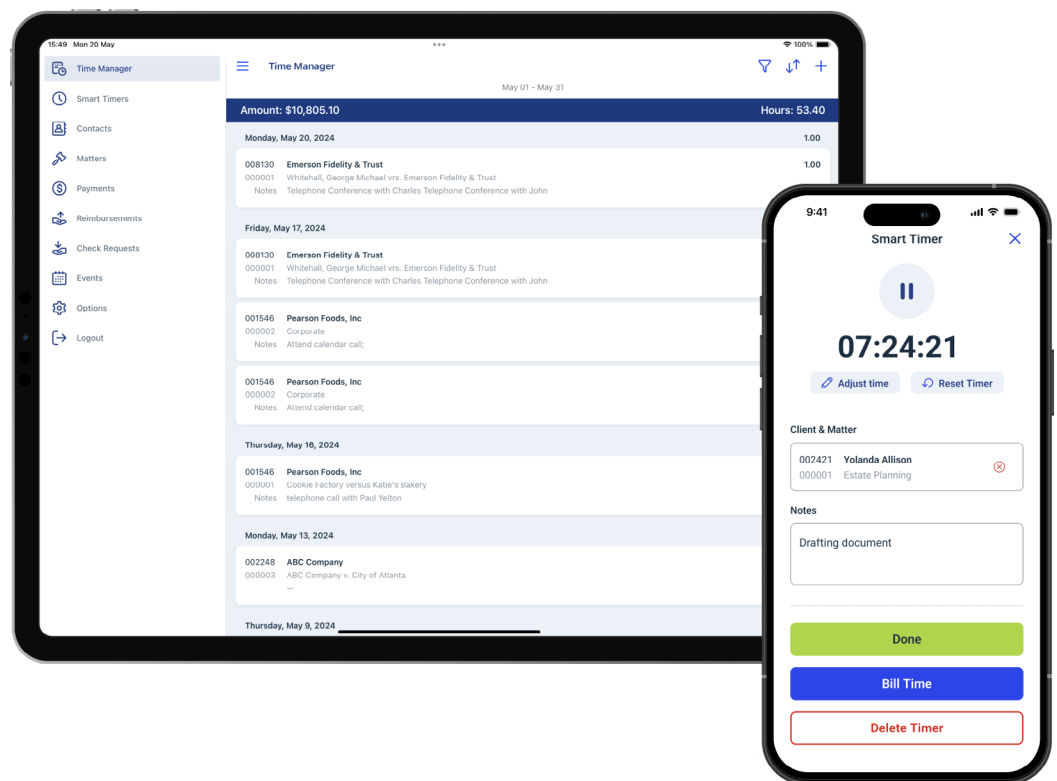 15:49 Mon 20 May
100%
Time Manager
Smart Timers
Contacts
Matters
Payments
Reimbursements
Check Requests
Events
Options
Logout
Time Manager
May 01 - May 31
Amount: $10,805.10 Hours: 53.40
Monday, May 20, 2024 1.00
008130 Emerson Fidelity & Trust 1.00
000001 Whitehall, George Michael vrs. Emerson Fidelity & Trust
Notes Telephone Conference with Charles Telephone Conference with John
Friday, May 17, 2024
008130 Emerson Fidelity & Trust
000001 Whitehall, George Michael vrs. Emerson Fidelity & Trust
Notes Telephone Conference with Charles Telephone Conference with John
001546 Pearson Foods, Inc
000002 Corporate
Notes Attend calendar call;
001546 Pearson Foods, Inc
000002 Corporate
Notes Attend calendar call;
Thursday, May 16, 2024
001546 Pearson Foods, Inc
000001 Cookie Factory versus Katie's Bakery
Notes telephone call with Paul Yelton
Monday, May 13, 2024
002248 ABC Company
000003 ABC Company v. City of Atlanta
—
Thursday, May 9, 2024
9:41
Smart Timer
07:24:21
Adjust time
Reset Timer
Client & Matter
002421 Yolanda Allison
000001 Estate Planning
Notes
Drafting document
Done
Bill Time
Delete Timer